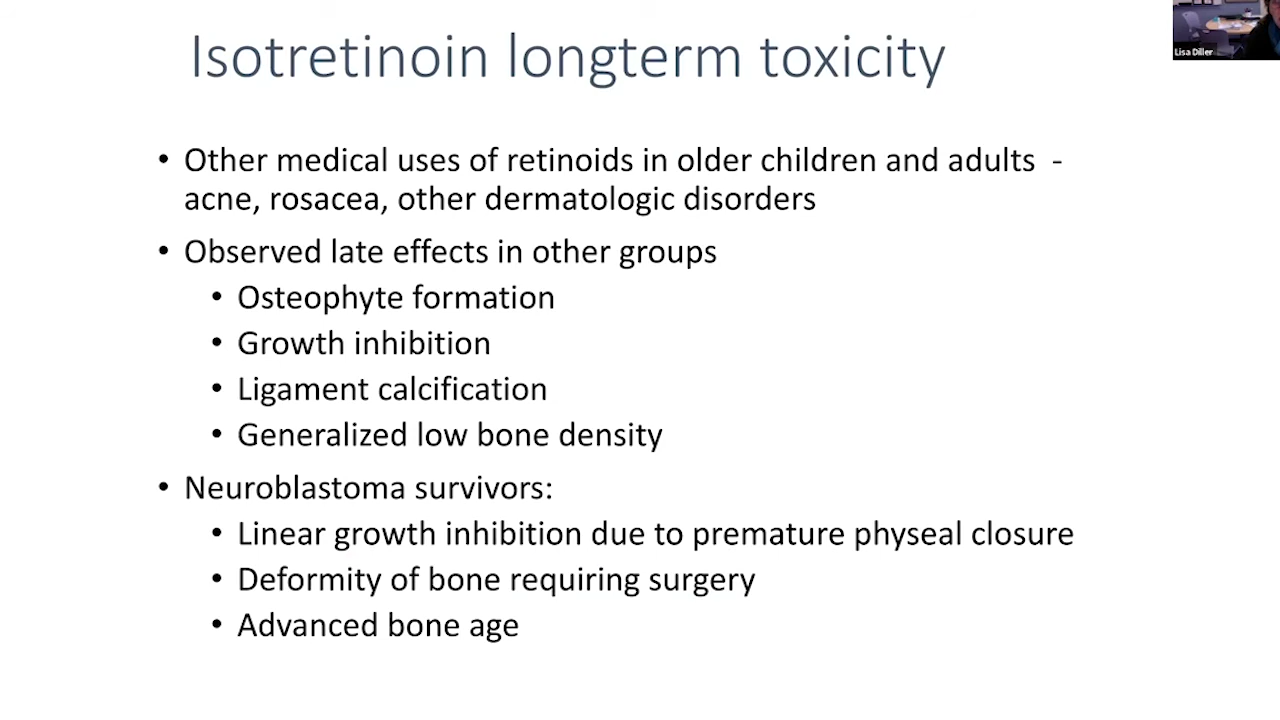 Isotretinoin longterm toxicity
Lisa Diller
• Other medical uses of retinoids in older children and adults -
acne, rosacea, other dermatologic disorders
• Observed late effects in other groups
• Osteophyte formation
• Growth inhibition
• Ligament calcification
• Generalized low bone density
• Neuroblastoma survivors:
• Linear growth inhibition due to premature physeal closure
• Deformity of bone requiring surgery
• Advanced bone age